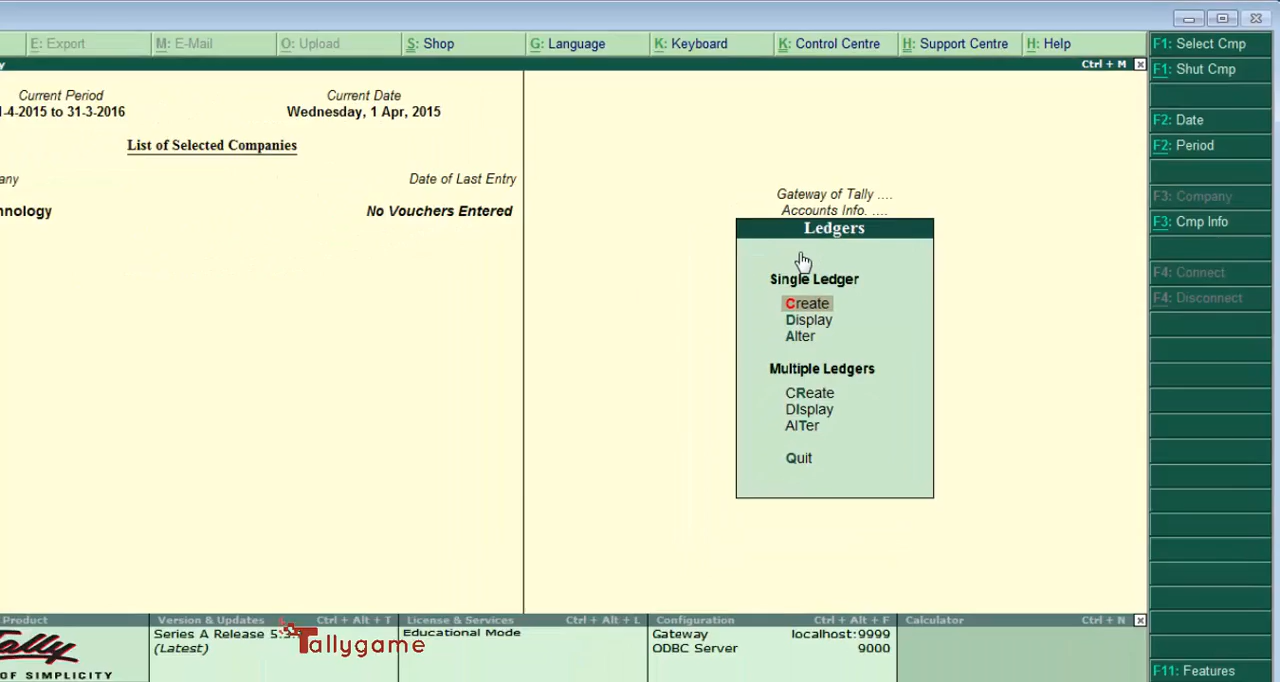 E: Export
M: E-Mail
O: Upload
S: Shop
G: Language
K: Keyboard
K: Control Centre
H: Support Centre
H: Help
F1: Select Cmp
F1: Shut Cmp
F2: Date
F2: Period
F3: Company
F3: Cmp Info
F4: Connect
F4: Disconnect
F11: Features
Ctrl + M
Current Period
Current Date
-4-2015 to 31-3-2016
Wednesday, 1 Apr, 2015
List of Selected Companies
any
Date of Last Entry
hnology
No Vouchers Entered
Gateway of Tally ....
Accounts Info. ....
Ledgers
Single Ledger
Create
Display
Alter
Multiple Ledgers
CReate
DIsplay
AlTer
Quit
Product
Version & Updates Ctrl + Alt + T
License & Services Ctrl + Alt + L
Configuration Ctrl + Alt + F
Calculator Ctrl + N
Series A Release
(Latest)
Educational Mode
Gateway localhost:9999
ODBC Server 9000
Tally
OF SIMPLICITY
Tallygame